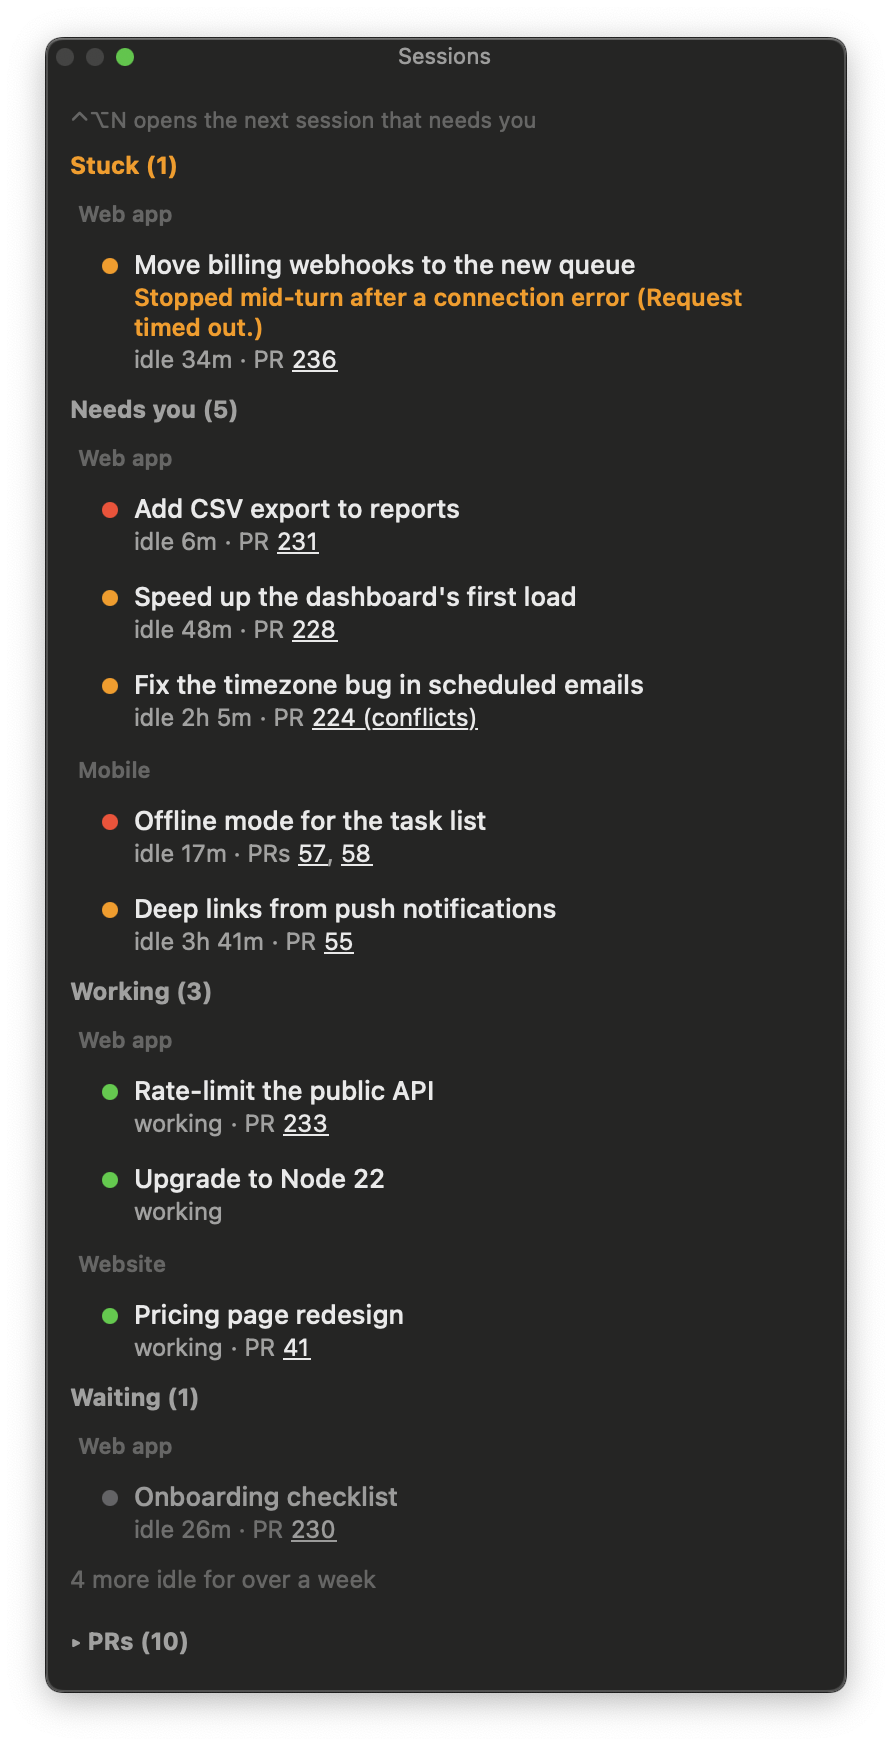 Sessions
^⌥N opens the next session that needs you
Stuck (1)
Web app
Move billing webhooks to the new queue
Stopped mid-turn after a connection error (Request
timed out.)
idle 34m · PR 236
Needs you (5)
Web app
Add CSV export to reports
idle 6m · PR 231
Speed up the dashboard's first load
idle 48m · PR 228
Fix the timezone bug in scheduled emails
idle 2h 5m · PR 224 (conflicts)
Mobile
Offline mode for the task list
idle 17m · PRs 57, 58
Deep links from push notifications
idle 3h 41m · PR 55
Working (3)
Web app
Rate-limit the public API
working · PR 233
Upgrade to Node 22
working
Website
Pricing page redesign
working · PR 41
Waiting (1)
Web app
Onboarding checklist
idle 26m · PR 230
4 more idle for over a week
▸ PRs (10)